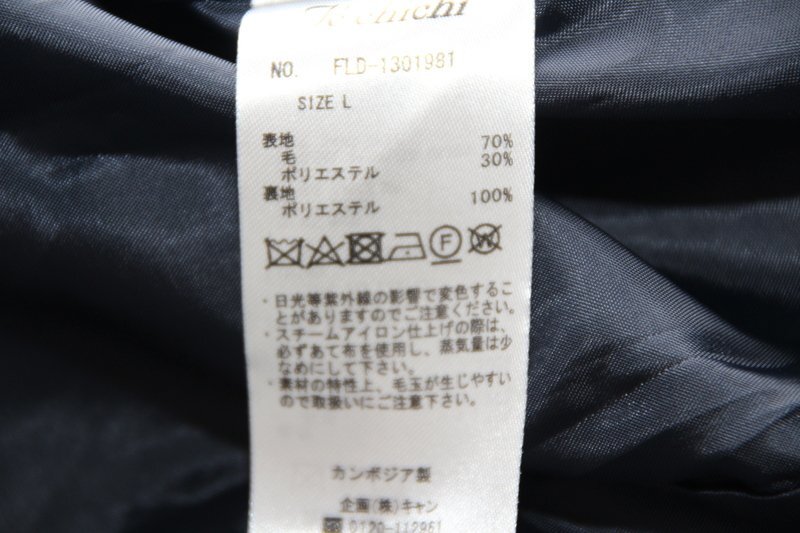 Te chichi
NO. FLD-1301981
SIZE L
表地
毛 70%
ポリエステル 30%
裏地
ポリエステル 100%
F W
・日光等紫外線の影響で変色するこ
とがありますのでご注意ください。
・スチームアイロン仕上げの際は、
必ずあて布を使用し、蒸気量は少
なめにして下さい。
・素材の特性上、毛玉が生じやすい
ので取扱いにご注意下さい。
カンボジア製
企画(株)キャン
0120-112961